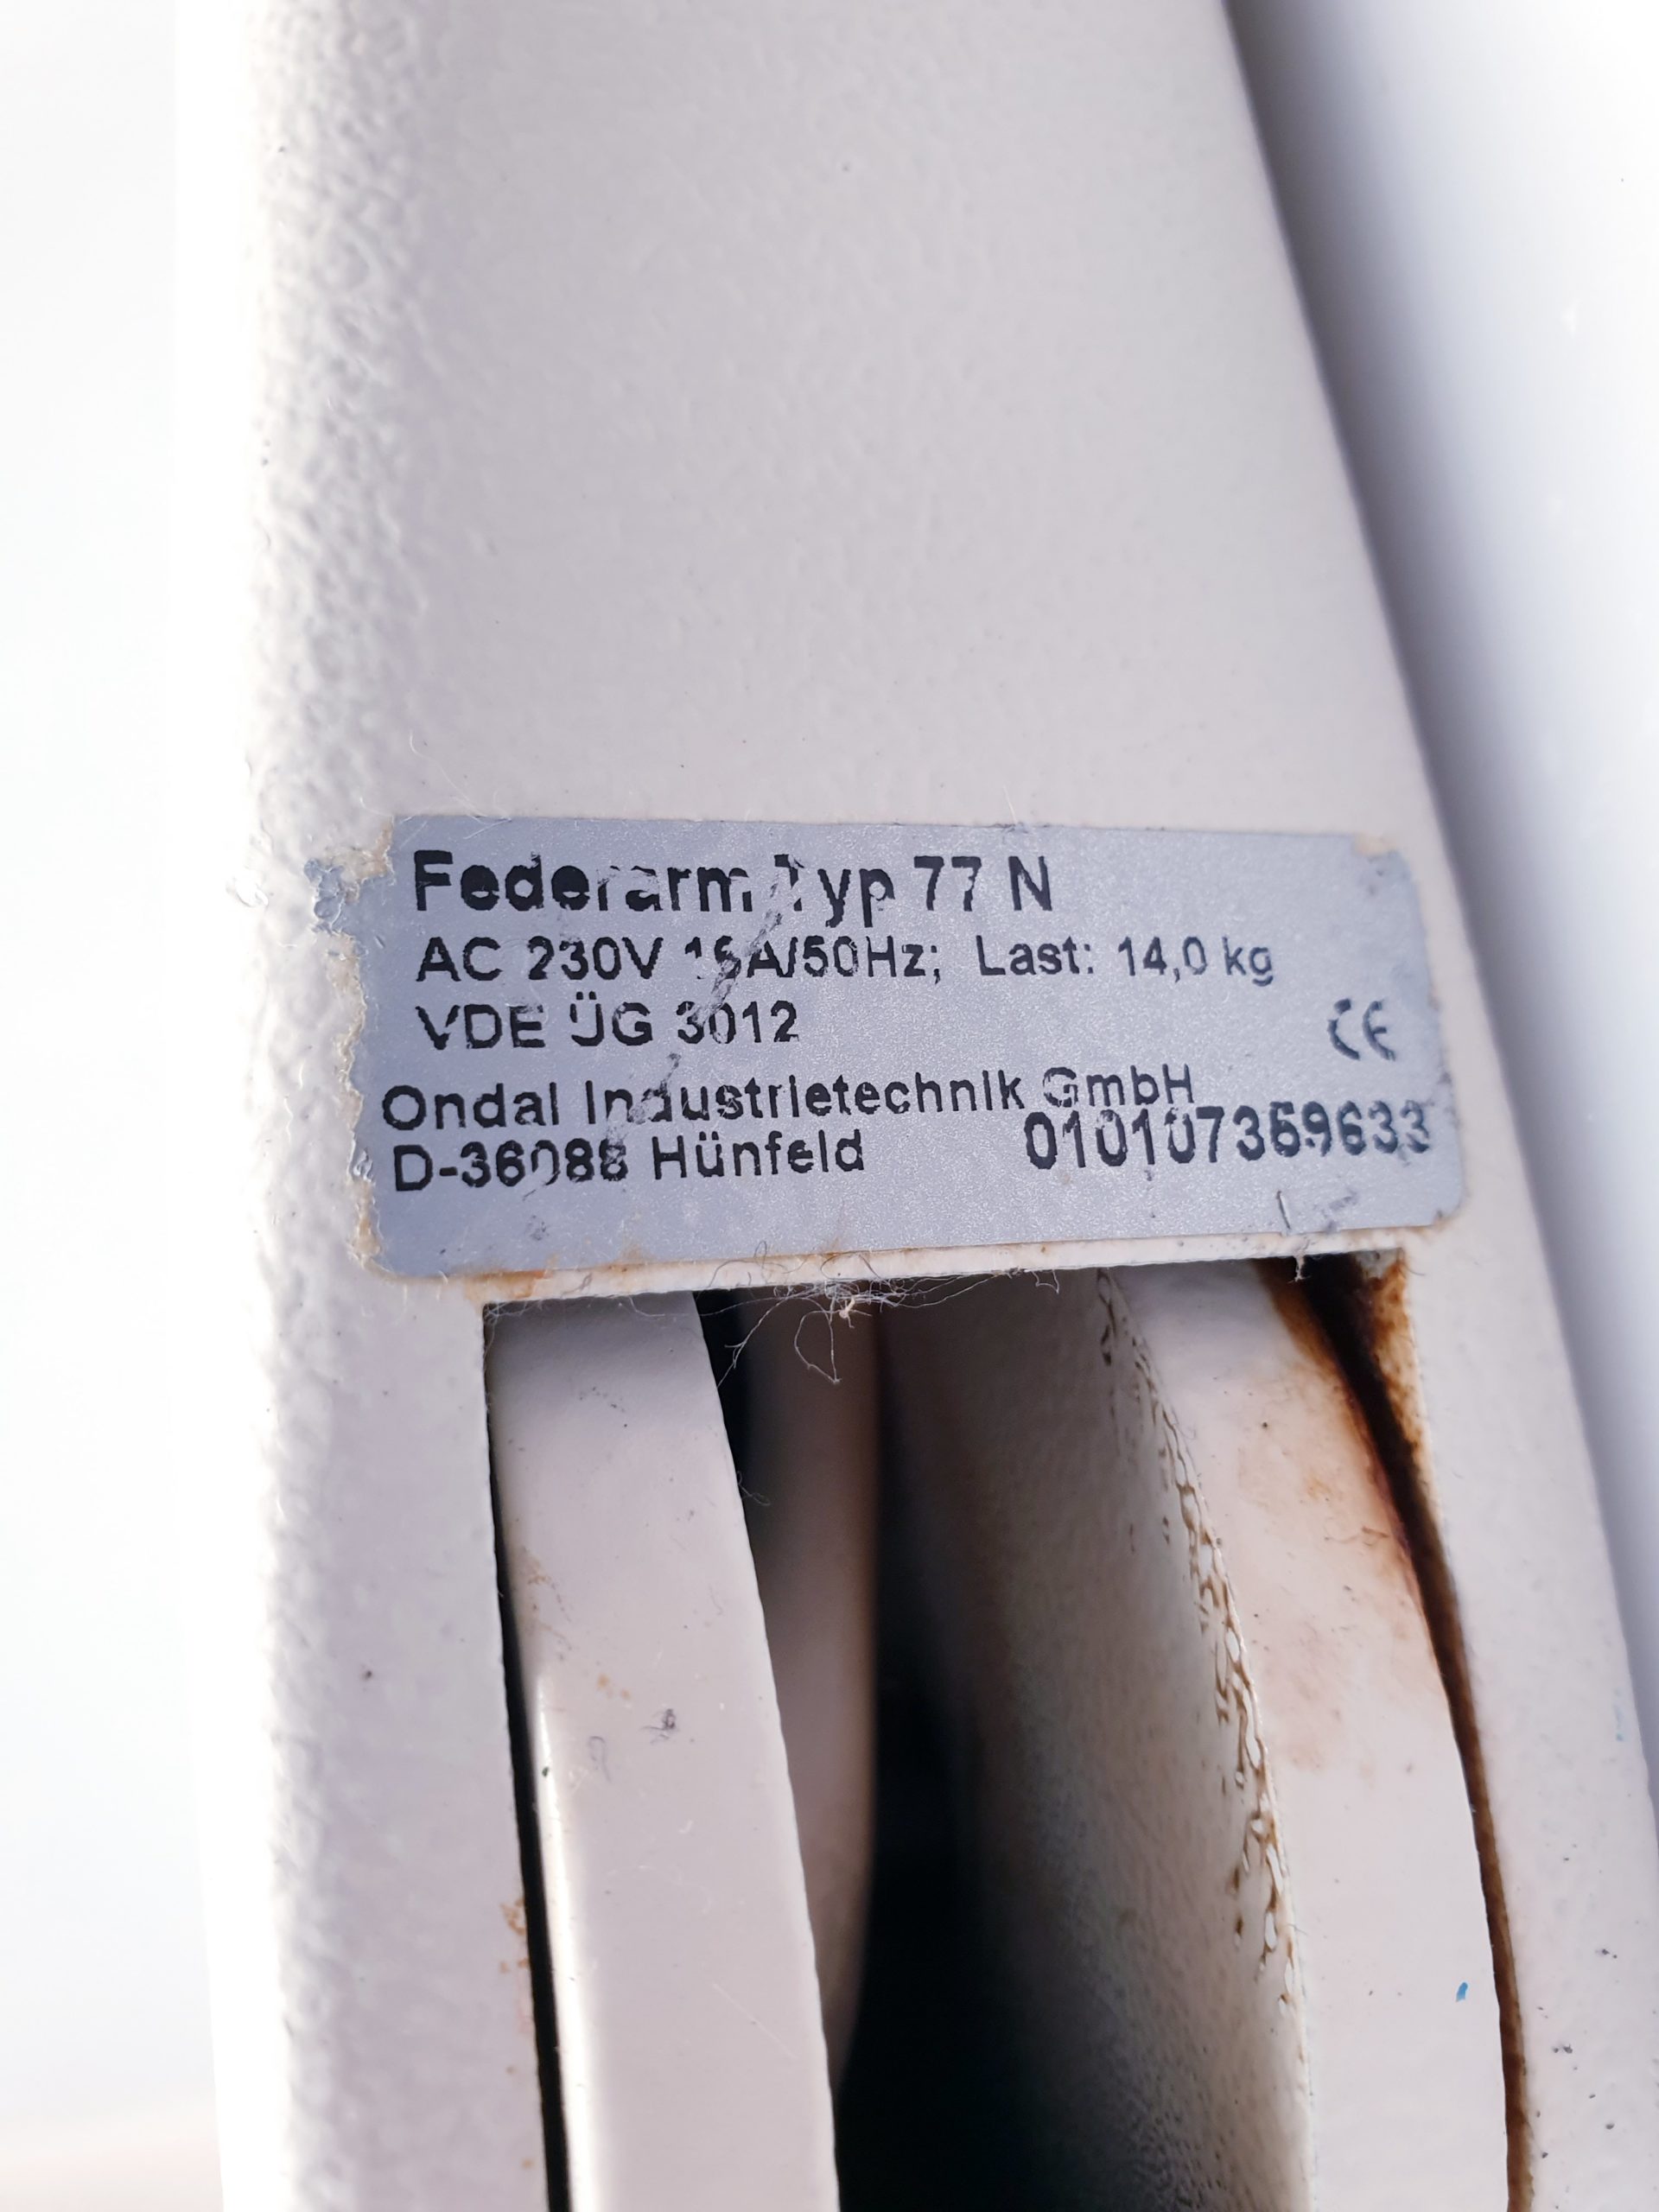 Federarm Typ 77 N
AC 230V 16A/50Hz; Last: 14,0 kg
VDE ÜG 3012
CE
Ondal Industrietechnik GmbH
D-36088 Hünfeld